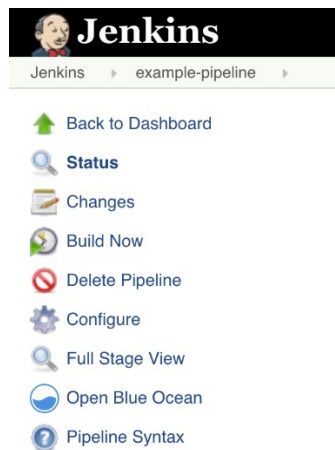 Jenkins
Jenkins example-pipeline
Back to Dashboard
Status
Changes
Build Now
Delete Pipeline
Configure
Full Stage View
Open Blue Ocean
Pipeline Syntax